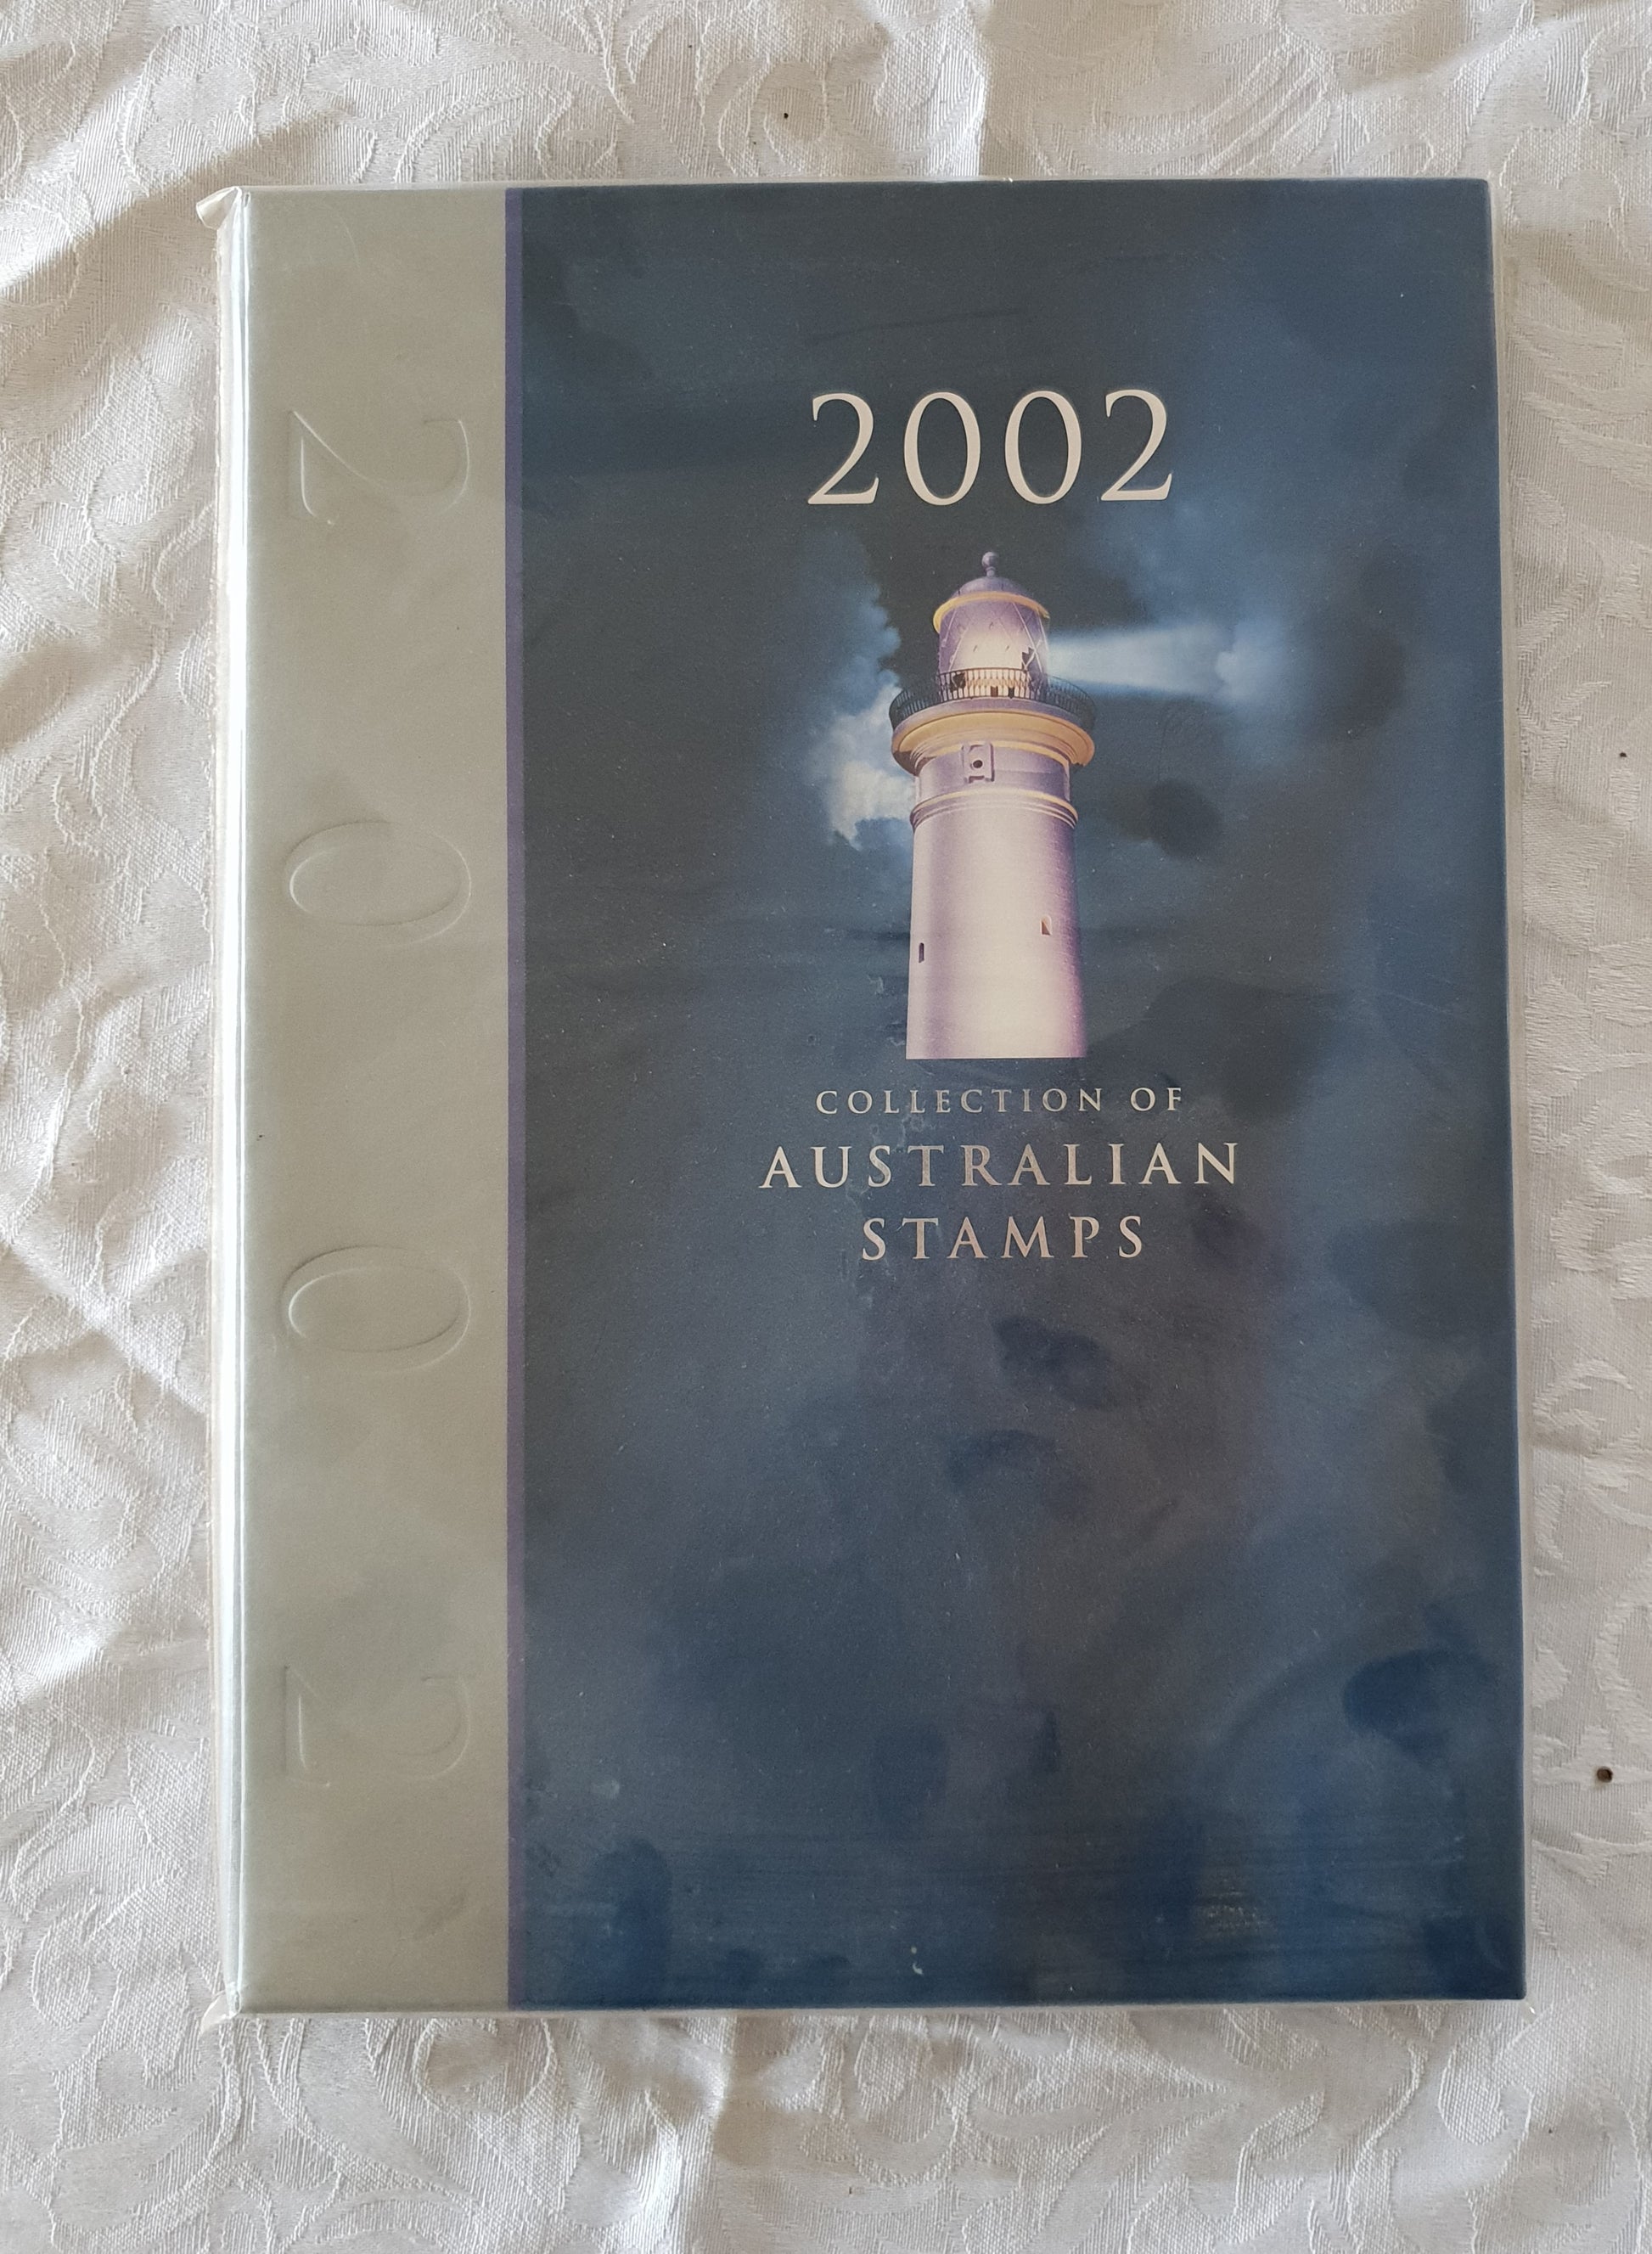 2002
2002
COLLECTION OF
AUSTRALIAN
STAMPS